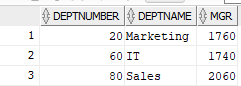 DEPTNUMBER DEPTNAME MGR
1 20 Marketing 1760
2 60 IT 1740
3 80 Sales 2060